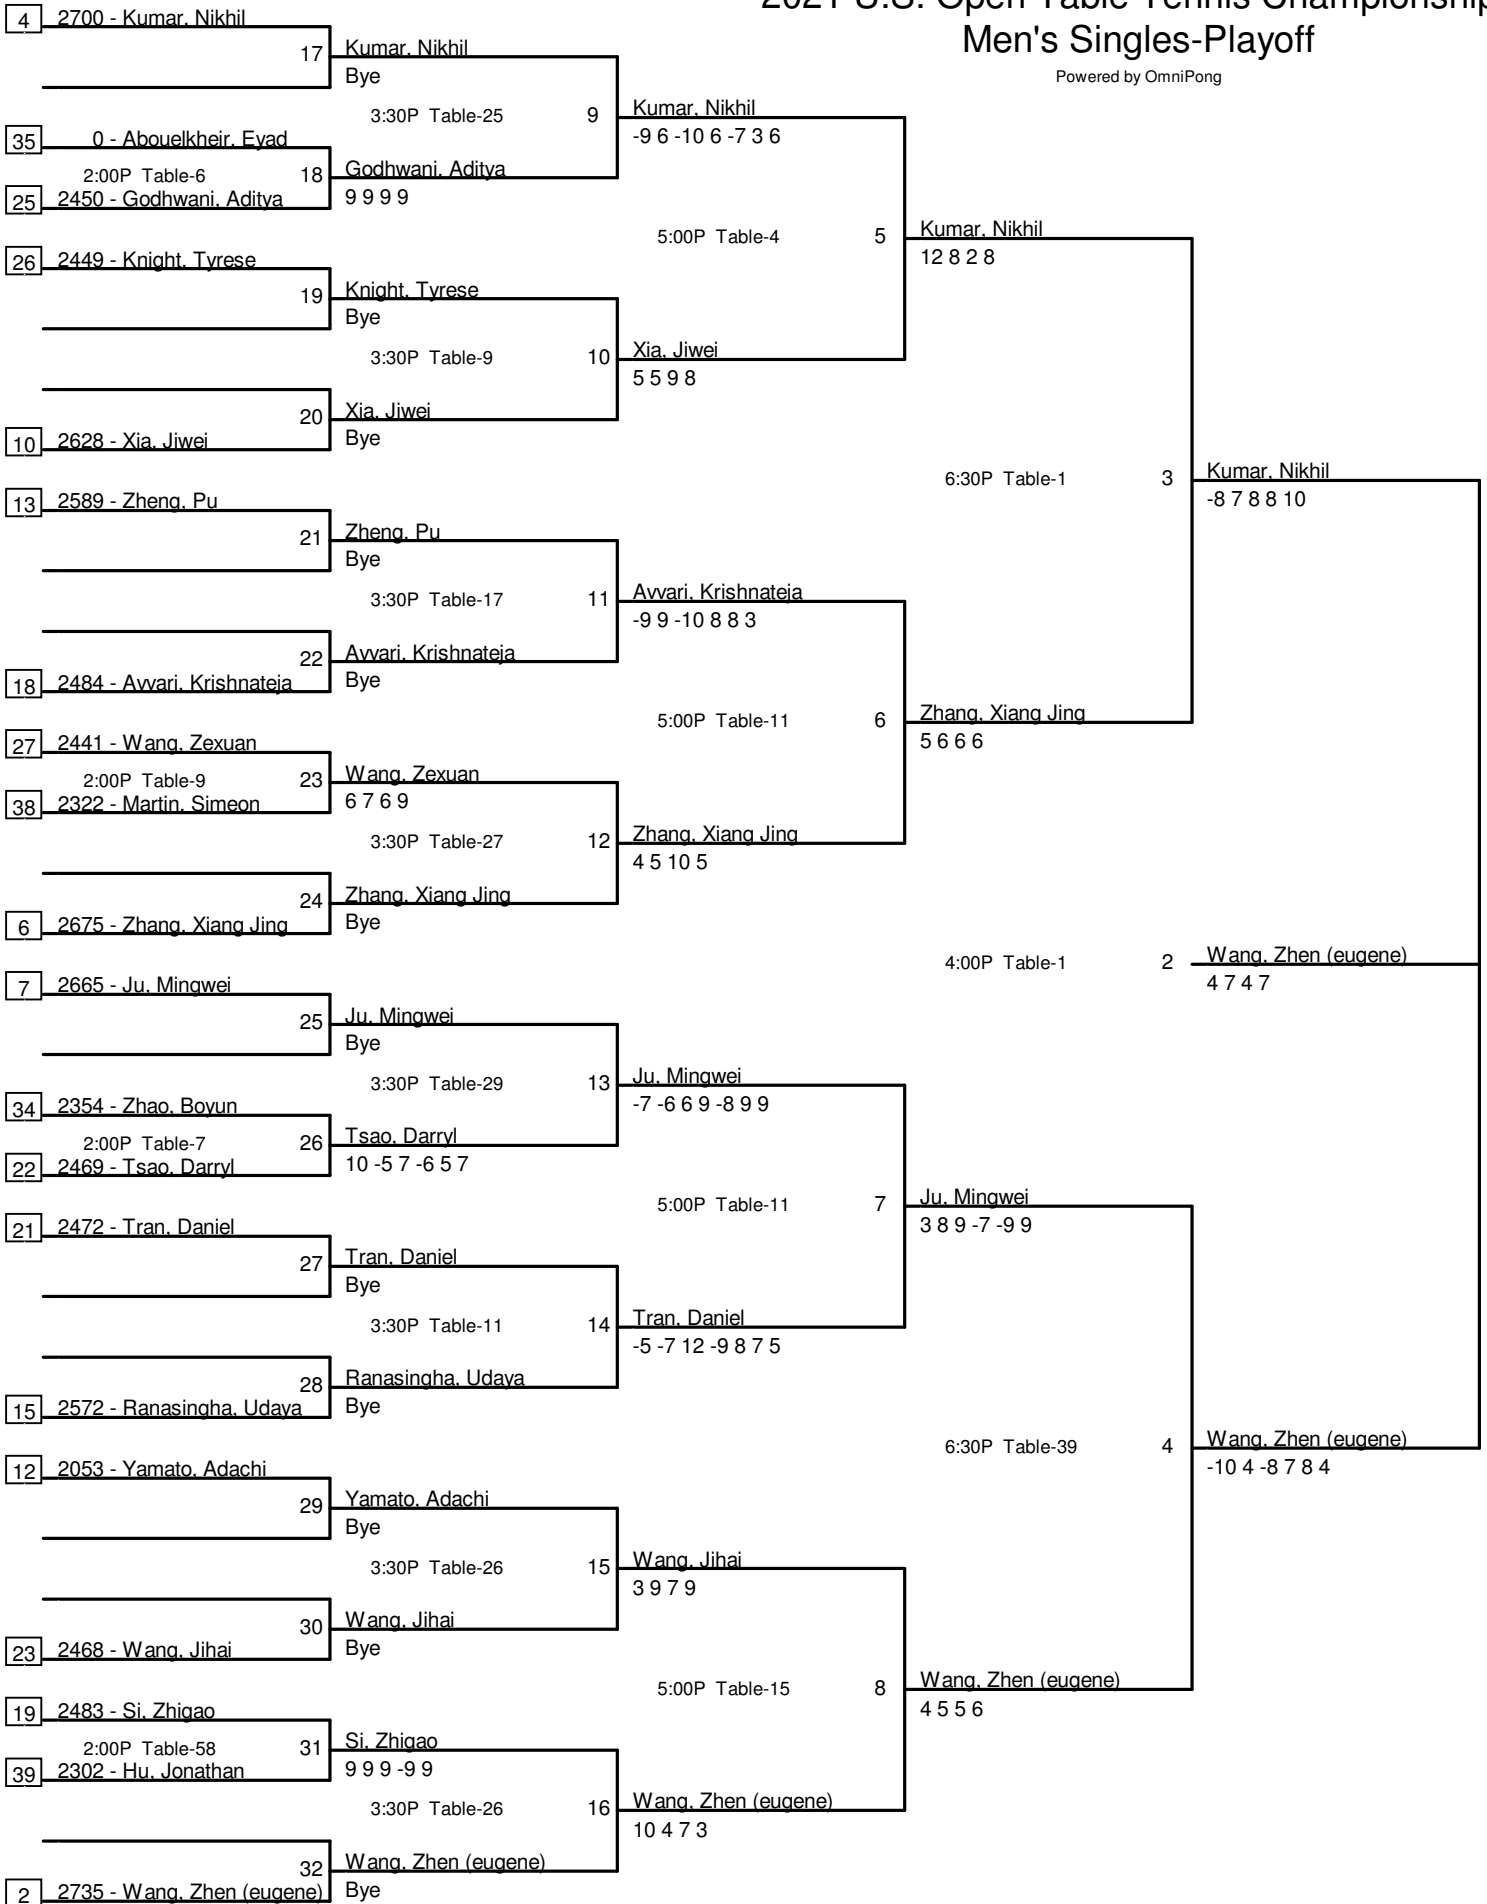 2021 U.S. Open Table Tennis Championship
Men's Singles-Playoff
Powered by OmniPong
4 2700 - Kumar, Nikhil
17 Kumar, Nikhil
Bye
3:30P Table-25 9 Kumar, Nikhil
-9 6 -10 6 -7 3 6
35 0 - Abouelkheir, Eyad
2:00P Table-6 18 Godhwani, Aditya
25 2450 - Godhwani, Aditya 9 9 9 9
5:00P Table-4 5 Kumar, Nikhil
12 8 2 8
26 2449 - Knight, Tyrese
19 Knight, Tyrese
Bye
3:30P Table-9 10 Xia, Jiwei
5 5 9 8
20 Xia, Jiwei
10 2628 - Xia, Jiwei Bye
6:30P Table-1 3 Kumar, Nikhil
-8 7 8 8 10
13 2589 - Zheng, Pu
21 Zheng, Pu
Bye
3:30P Table-17 11 Avvari, Krishnateja
-9 9 -10 8 8 3
22 Avvari, Krishnateja
18 2484 - Avvari, Krishnateja Bye
5:00P Table-11 6 Zhang, Xiang Jing
5 6 6 6
27 2441 - Wang, Zexuan
2:00P Table-9 23 Wang, Zexuan
38 2322 - Martin, Simeon 6 7 6 9
3:30P Table-27 12 Zhang, Xiang Jing
4 5 10 5
24 Zhang, Xiang Jing
6 2675 - Zhang, Xiang Jing Bye
4:00P Table-1 2 Wang, Zhen (eugene)
4 7 4 7
7 2665 - Ju, Mingwei
25 Ju, Mingwei
Bye
3:30P Table-29 13 Ju, Mingwei
-7 -6 6 9 -8 9 9
34 2354 - Zhao, Boyun
2:00P Table-7 26 Tsao, Darryl
22 2469 - Tsao, Darryl 10 -5 7 -6 5 7
5:00P Table-11 7 Ju, Mingwei
3 8 9 -7 -9 9
21 2472 - Tran, Daniel
27 Tran, Daniel
Bye
3:30P Table-11 14 Tran, Daniel
-5 -7 12 -9 8 7 5
28 Ranasingha, Udaya
15 2572 - Ranasingha, Udaya Bye
6:30P Table-39 4 Wang, Zhen (eugene)
-10 4 -8 7 8 4
12 2053 - Yamato, Adachi
29 Yamato, Adachi
Bye
3:30P Table-26 15 Wang, Jihai
3 9 7 9
30 Wang, Jihai
23 2468 - Wang, Jihai Bye
5:00P Table-15 8 Wang, Zhen (eugene)
4 5 5 6
19 2483 - Si, Zhigao
2:00P Table-58 31 Si, Zhigao
39 2302 - Hu, Jonathan 9 9 9 -9 9
3:30P Table-26 16 Wang, Zhen (eugene)
10 4 7 3
32 Wang, Zhen (eugene)
2 2735 - Wang, Zhen (eugene) Bye